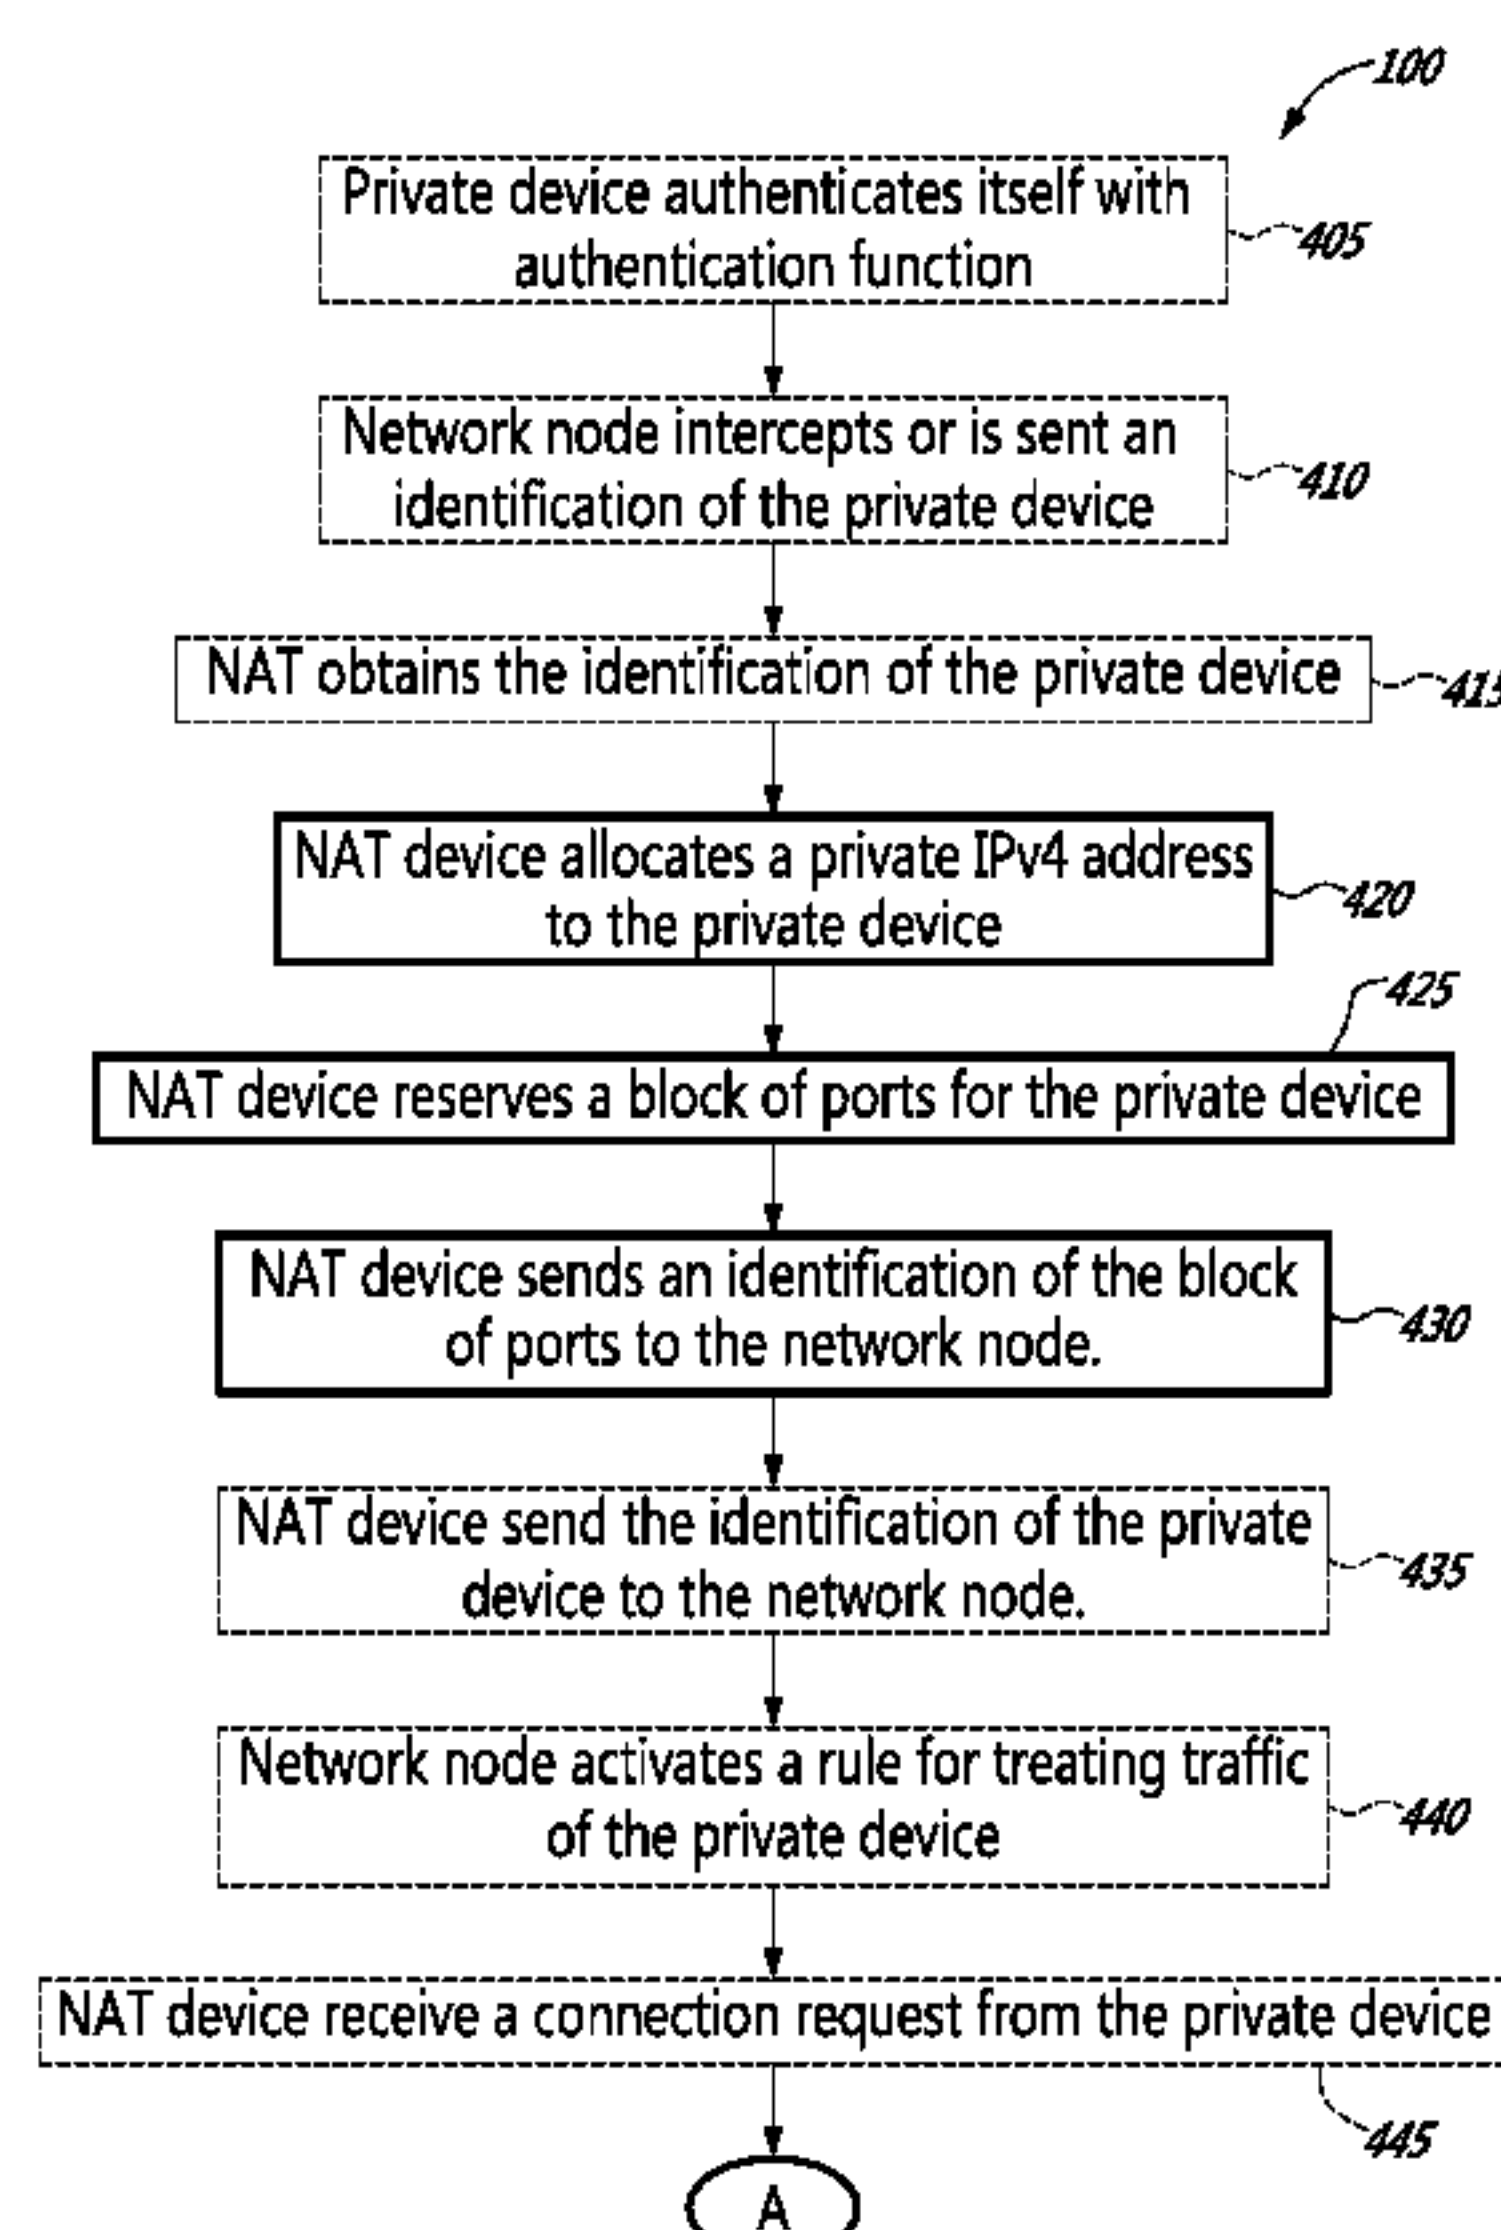 100
Private device authenticates itself with
authentication function
405
Network node intercepts or is sent an
identification of the private device
410
NAT obtains the identification of the private device
415
NAT device allocates a private IPv4 address
to the private device
420
425
NAT device reserves a block of ports for the private device
NAT device sends an identification of the block
of ports to the network node.
430
NAT device send the identification of the private
device to the network node.
435
Network node activates a rule for treating traffic
of the private device
440
NAT device receive a connection request from the private device
445
A